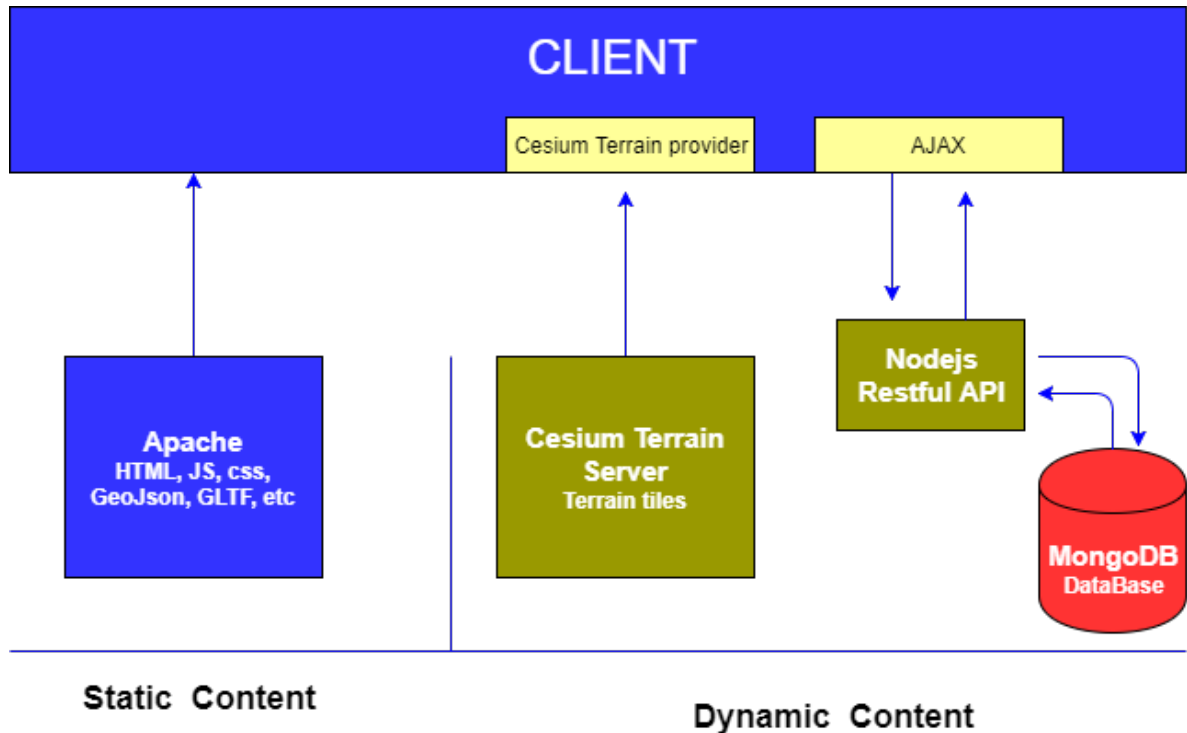 CLIENT
Cesium Terrain provider
AJAX
Apache
HTML, JS, css,
GeoJson, GLTF, etc
Cesium Terrain
Server
Terrain tiles
Nodejs
Restful API
MongoDB
DataBase
Static Content
Dynamic Content